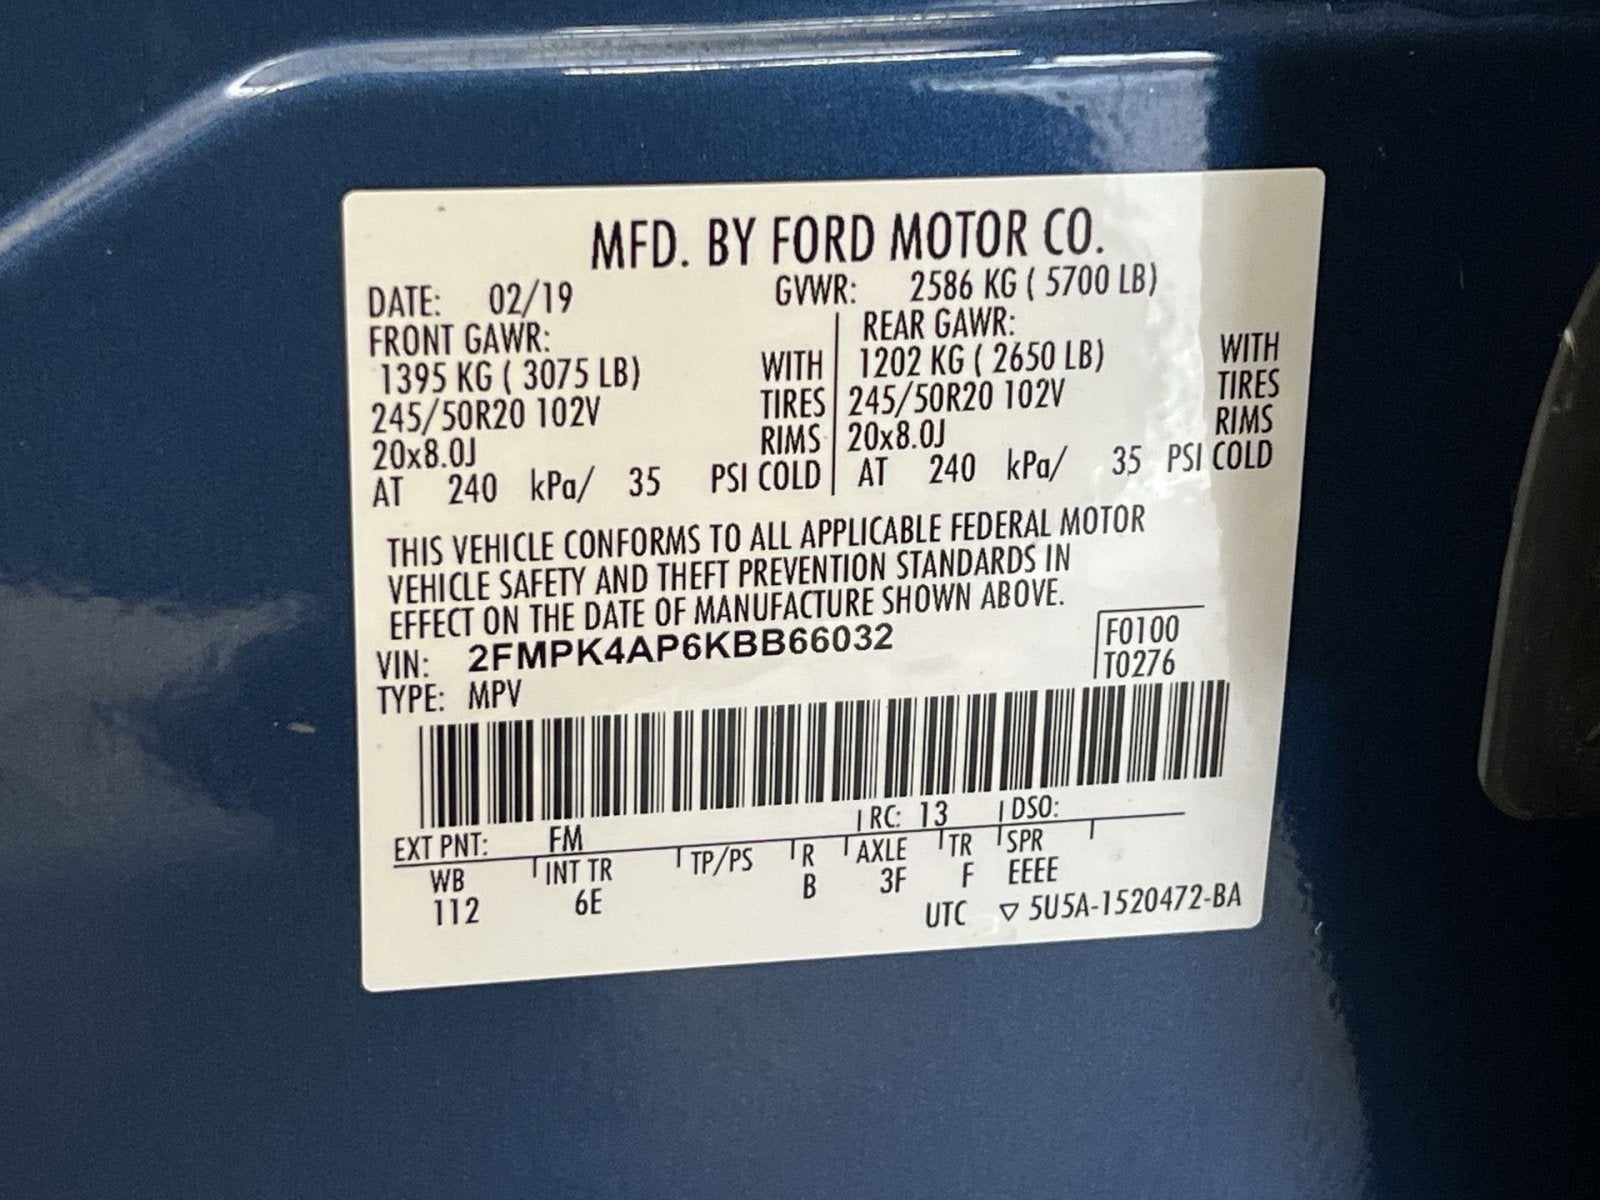 MFD. BY FORD MOTOR CO.
DATE: 02/19 GVWR: 2586 KG ( 5700 LB)
FRONT GAWR: REAR GAWR:
1395 KG ( 3075 LB) WITH 1202 KG ( 2650 LB) WITH
245/50R20 102V TIRES 245/50R20 102V TIRES
20x8.0J RIMS 20x8.0J RIMS
AT 240 kPa/ 35 PSI COLD AT 240 kPa/ 35 PSI COLD
THIS VEHICLE CONFORMS TO ALL APPLICABLE FEDERAL MOTOR
VEHICLE SAFETY AND THEFT PREVENTION STANDARDS IN
EFFECT ON THE DATE OF MANUFACTURE SHOWN ABOVE.
VIN: 2FMPK4AP6KBB66032 F0100
TYPE: MPV T0276
EXT PNT: FM RC: 13 DSO:
WB INT TR TP/PS R AXLE TR SPR
112 6E B 3F F EEEE
UTC ▽ 5U5A-1520472-BA